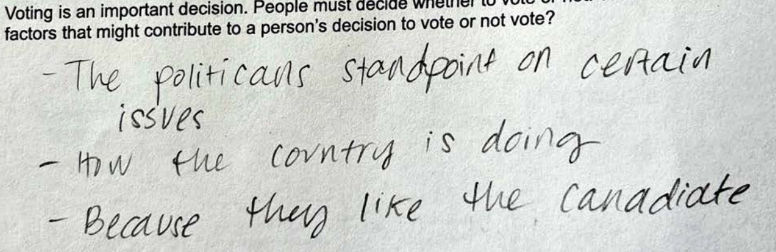 Voting is an important decision. People must decide whether to vote or
factors that might contribute to a person's decision to vote or not vote?
- The politicans standpoint on certain
issues
- How the country is doing
- Because they like the canadiate